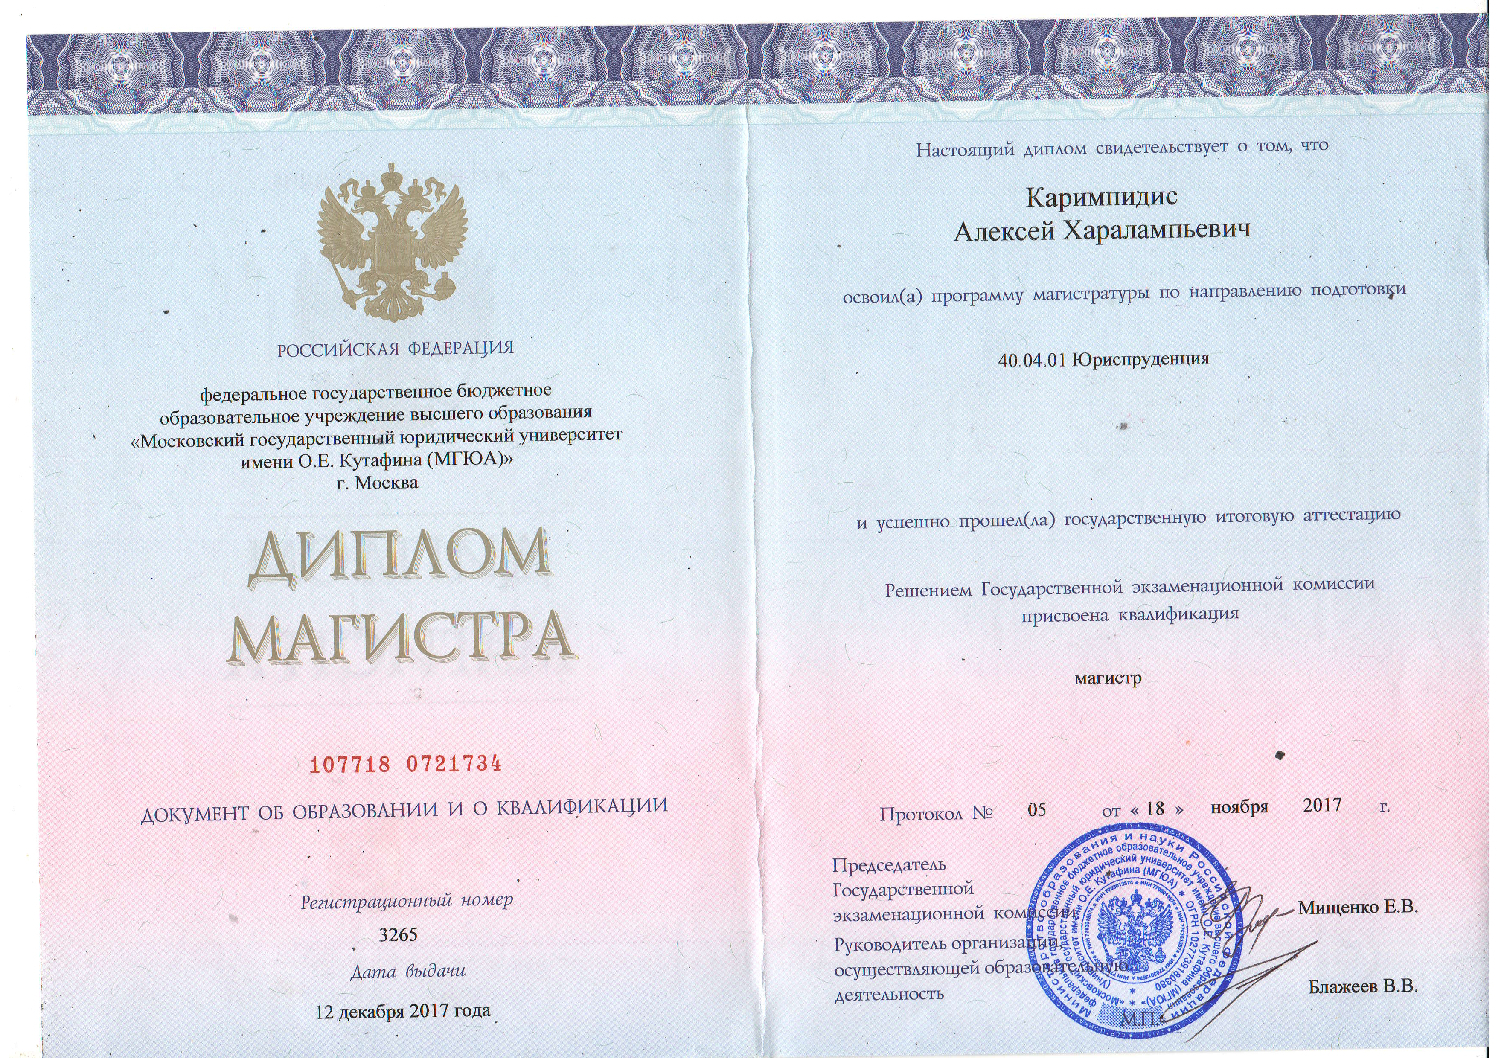 РОССИЙСКАЯ ФЕДЕРАЦИЯ
федеральное государственное бюджетное
образовательное учреждение высшего образования
«Московский государственный юридический университет
имени О.Е. Кутафина (МГЮА)»
г. Москва
ДИПЛОМ
МАГИСТРА
107718 0721734
ДОКУМЕНТ ОБ ОБРАЗОВАНИИ И О КВАЛИФИКАЦИИ
Регистрационный номер
3265
Дата выдачи
12 декабря 2017 года
Настоящий диплом свидетельствует о том, что
Каримпидис
Алексей Харалампьевич
освоил(а) программу магистратуры по направлению подготовки
40.04.01 Юриспруденция
и успешно прошел(ла) государственную итоговую аттестацию
Решением Государственной экзаменационной комиссии
присвоена квалификация
магистр
Протокол № 05 от « 18 » ноября 2017 г.
Председатель
Государственной
экзаменационной комиссии
Мищенко Е.В.
Руководитель организации,
осуществляющей образовательную
деятельность
Блажеев В.В.
М.П.